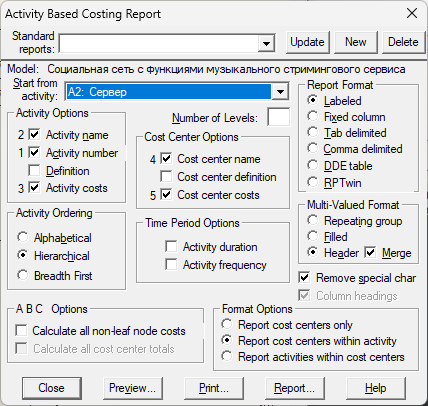 Activity Based Costing Report
Standard reports:
Update
New
Delete
Model: Социальная сеть с функциями музыкального стримингового сервиса
Start from activity:
A2: Сервер
Number of Levels:
Activity Options
2 Activity name
1 Activity number
Definition
3 Activity costs
Cost Center Options
4 Cost center name
Cost center definition
5 Cost center costs
Report Format
Labeled
Fixed column
Tab delimited
Comma delimited
DDE table
RPTwin
Activity Ordering
Alphabetical
Hierarchical
Breadth First
Time Period Options
Activity duration
Activity frequency
Multi-Valued Format
Repeating group
Filled
Header Merge
Remove special char
Column headings
A B C Options
Calculate all non-leaf node costs
Calculate all cost center totals
Format Options
Report cost centers only
Report cost centers within activity
Report activities within cost centers
Close
Preview...
Print...
Report...
Help